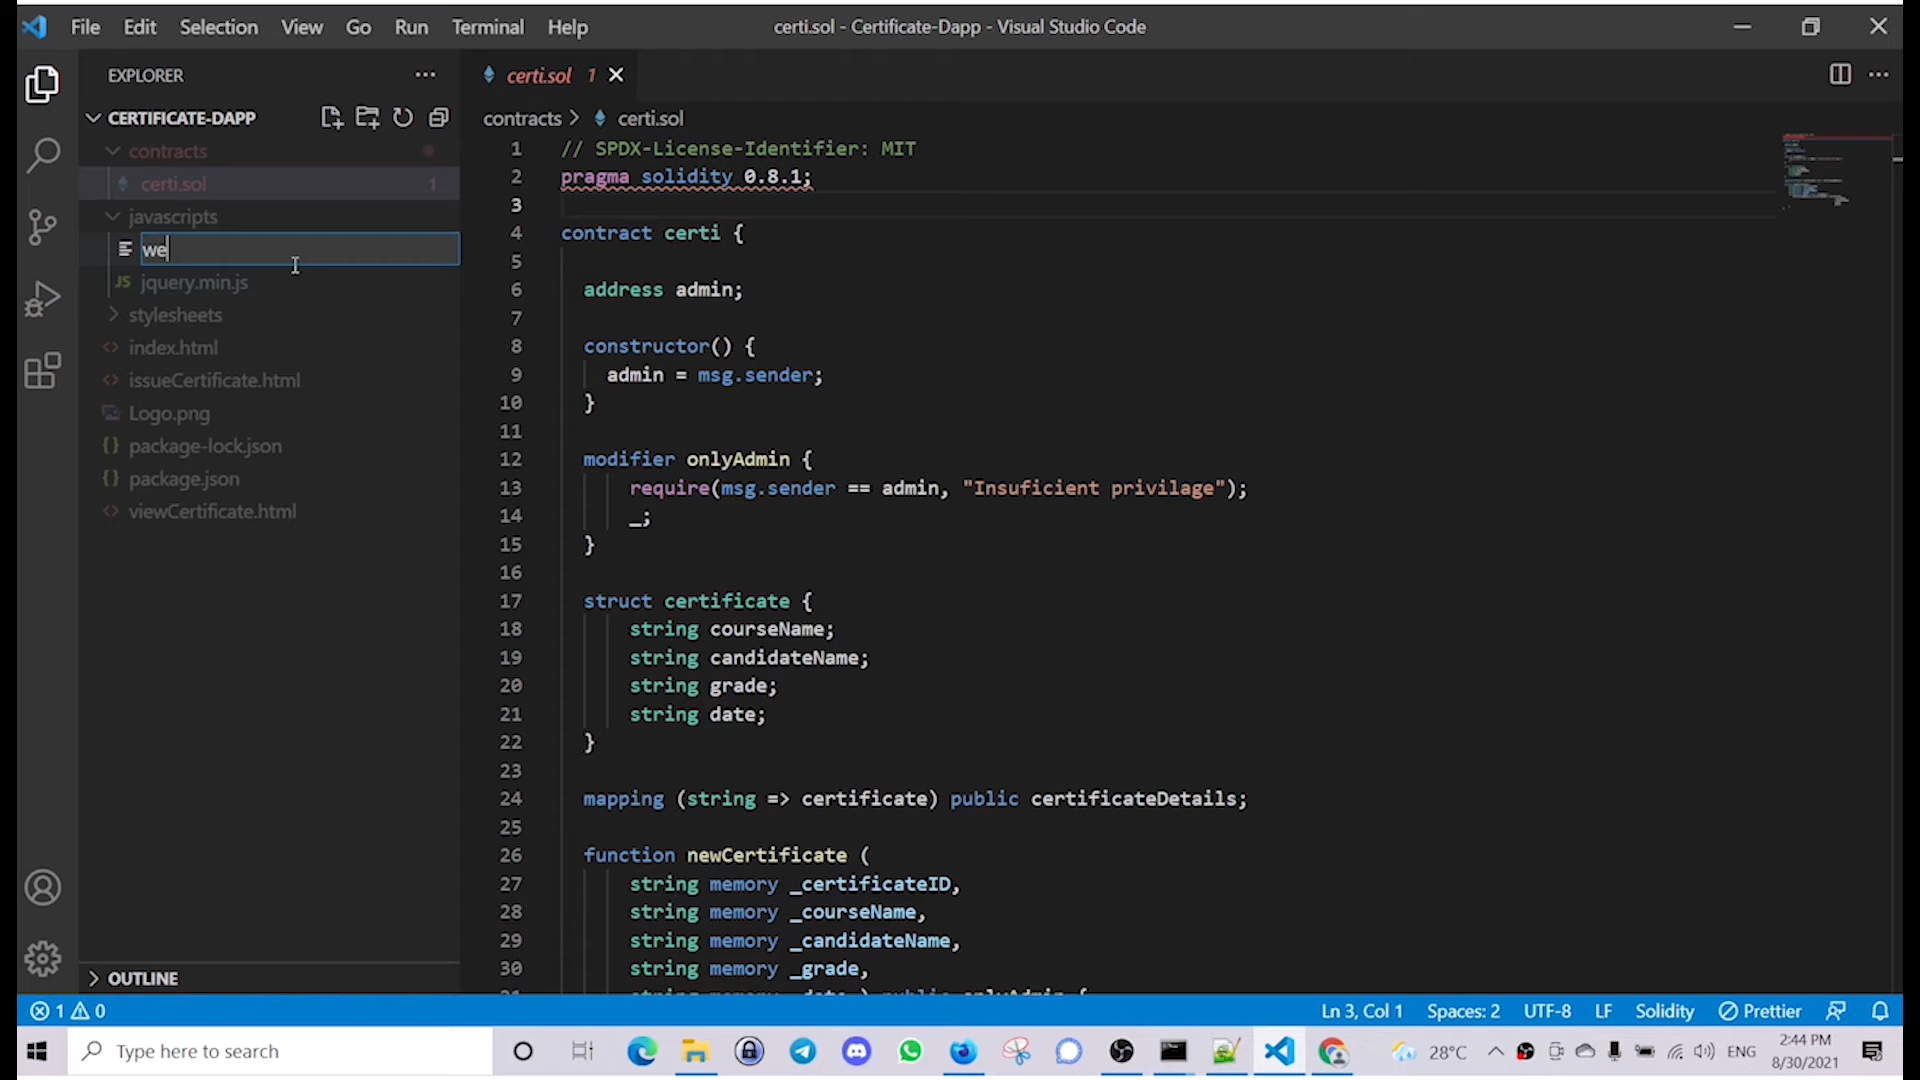 File Edit Selection View Go Run Terminal Help
certi.sol - Certificate-Dapp - Visual Studio Code
EXPLORER
certi.sol 1
CERTIFICATE-DAPP
contracts
certi.sol 1
javascripts
we
jquery.min.js
stylesheets
index.html
issueCertificate.html
Logo.png
package-lock.json
package.json
viewCertificate.html
OUTLINE
contracts > certi.sol
1 // SPDX-License-Identifier: MIT
2 pragma solidity 0.8.1;
3
4 contract certi {
5
6 address admin;
7
8 constructor() {
9 admin = msg.sender;
10 }
11
12 modifier onlyAdmin {
13 require(msg.sender == admin, "Insuficient privilage");
14 _;
15 }
16
17 struct certificate {
18 string courseName;
19 string candidateName;
20 string grade;
21 string date;
22 }
23
24 mapping (string => certificate) public certificateDetails;
25
26 function newCertificate (
27 string memory _certificateID,
28 string memory _courseName,
29 string memory _candidateName,
30 string memory _grade,
1 0
Ln 3, Col 1 Spaces: 2 UTF-8 LF Solidity Prettier
Type here to search
28°C
ENG
2:44 PM
8/30/2021